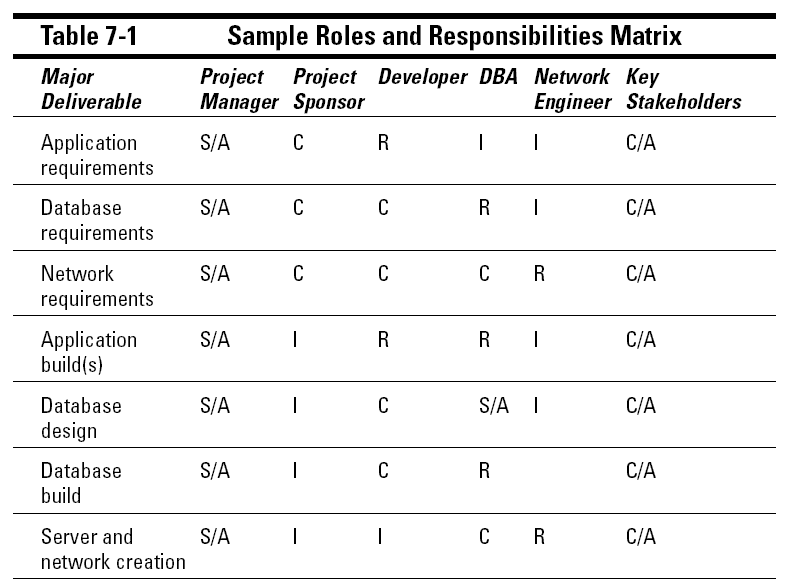 Table 7-1 Sample Roles and Responsibilities Matrix
Major Deliverable Project Manager Project Sponsor Developer DBA Network Engineer Key Stakeholders
Application requirements S/A C R I I C/A
Database requirements S/A C C R I C/A
Network requirements S/A C C C R C/A
Application build(s) S/A I R R I C/A
Database design S/A I C S/A I C/A
Database build S/A I C R C/A
Server and network creation S/A I I C R C/A